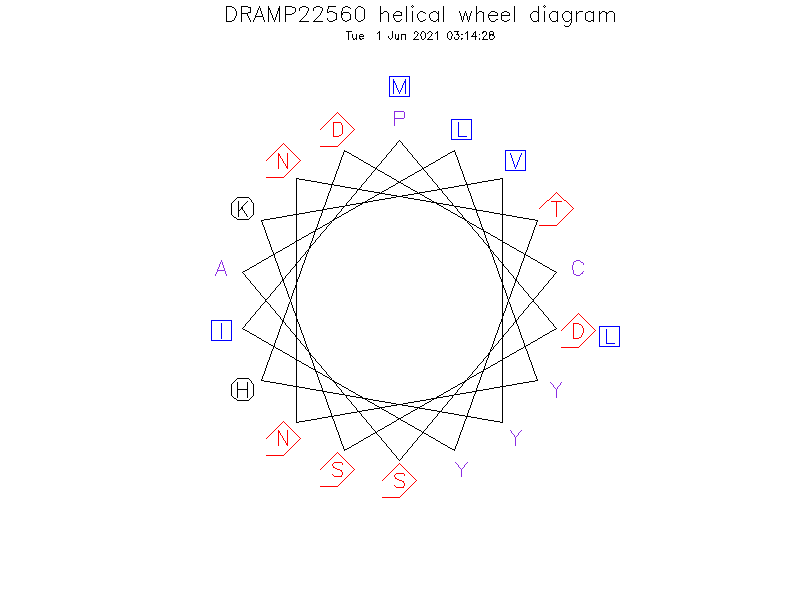 DRAMP22560 helical wheel diagram
Tue 1 Jun 2021 03:14:28
M
P
D
L
N
V
K
T
A
C
I
D L
H
Y
N
Y
S
Y
S